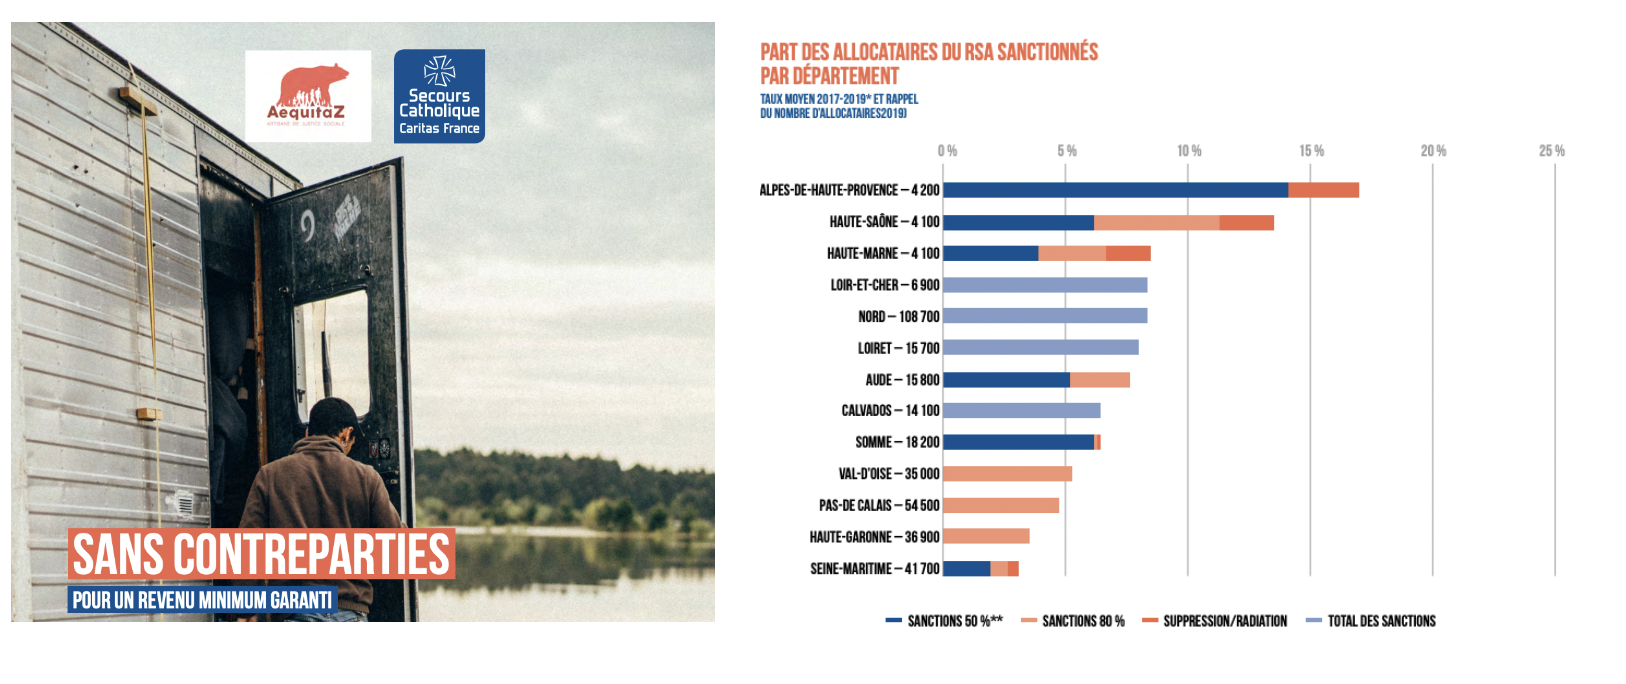 AequitaZ
ARTISANS DE JUSTICE SOCIALE
Secours
Catholique
Caritas France
SANS CONTREPARTIES
POUR UN REVENU MINIMUM GARANTI
PART DES ALLOCATAIRES DU RSA SANCTIONNÉS
PAR DÉPARTEMENT
TAUX MOYEN 2017-2019* ET RAPPEL
DU NOMBRE D'ALLOCATAIRES2019)
0 % 5 % 10 % 15 % 20 % 25 %
ALPES-DE-HAUTE-PROVENCE – 4 200
HAUTE-SAÔNE – 4 100
HAUTE-MARNE – 4 100
LOIR-ET-CHER – 6 900
NORD – 108 700
LOIRET – 15 700
AUDE – 15 800
CALVADOS – 14 100
SOMME – 18 200
VAL-D'OISE – 35 000
PAS-DE CALAIS – 54 500
HAUTE-GARONNE – 36 900
SEINE-MARITIME – 41 700
SANCTIONS 50 %** SANCTIONS 80 % SUPPRESSION/RADIATION TOTAL DES SANCTIONS